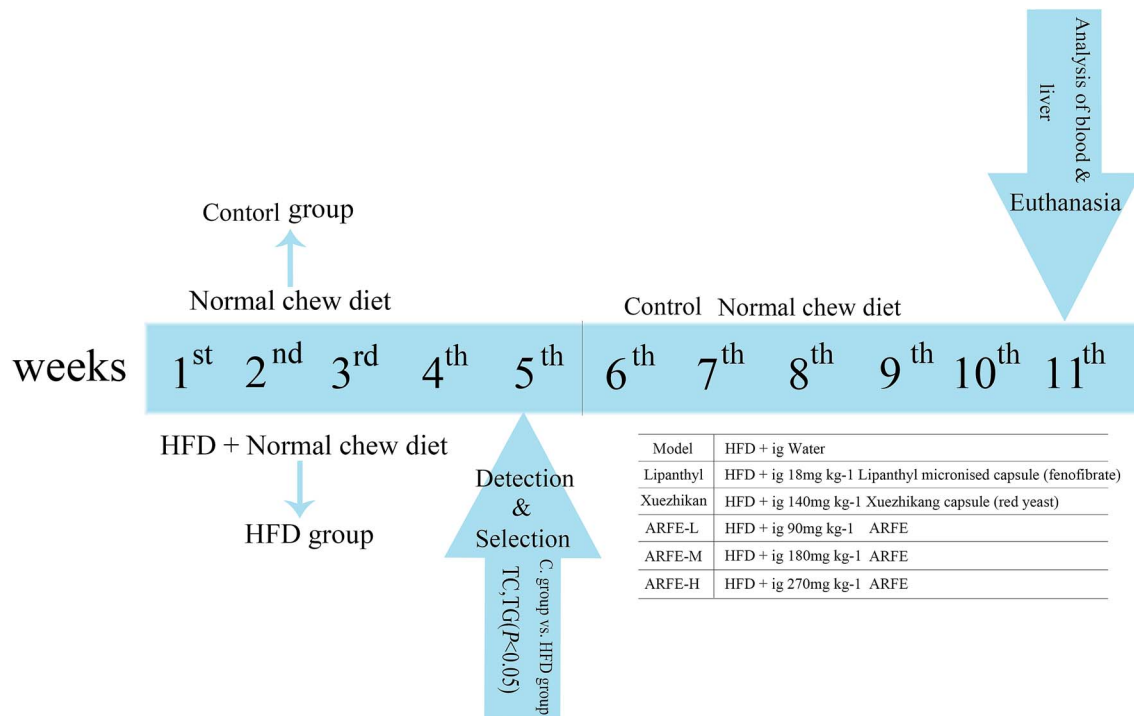 Analysis of blood &
liver
Euthanasia
Contorl group
Normal chew diet
Control Normal chew diet
weeks 1st 2nd 3rd 4th 5th 6th 7th 8th 9th 10th 11th
HFD + Normal chew diet
HFD group
Detection
&
Selection
C. group vs. HFD group
TC,TG(P<0.05)
Model HFD + ig Water
Lipanthyl HFD + ig 18mg kg-1 Lipanthyl micronised capsule (fenofibrate)
Xuezhikan HFD + ig 140mg kg-1 Xuezhikang capsule (red yeast)
ARFE-L HFD + ig 90mg kg-1 ARFE
ARFE-M HFD + ig 180mg kg-1 ARFE
ARFE-H HFD + ig 270mg kg-1 ARFE